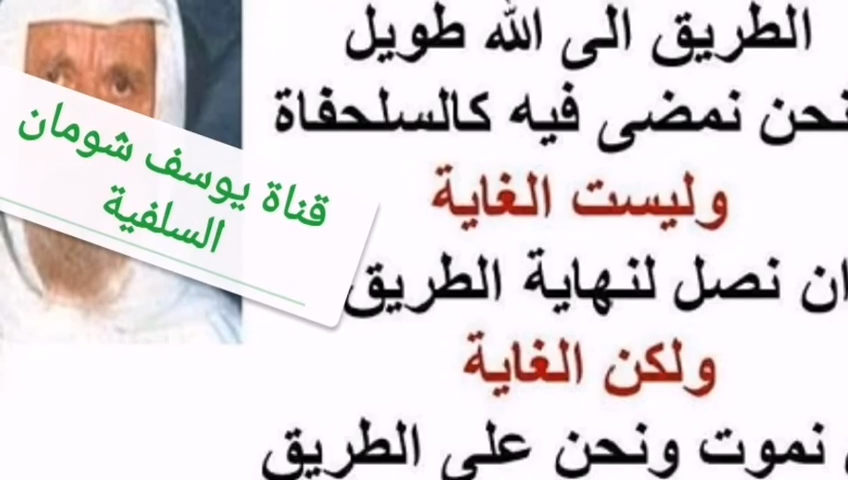 الطريق الى الله طويل
نحن نمضى فيه كالسلحفاة
وليست الغاية
ان نصل لنهاية الطريق
ولكن الغاية
نموت ونحن على الطريق
قناة يوسف شومان
السلفية